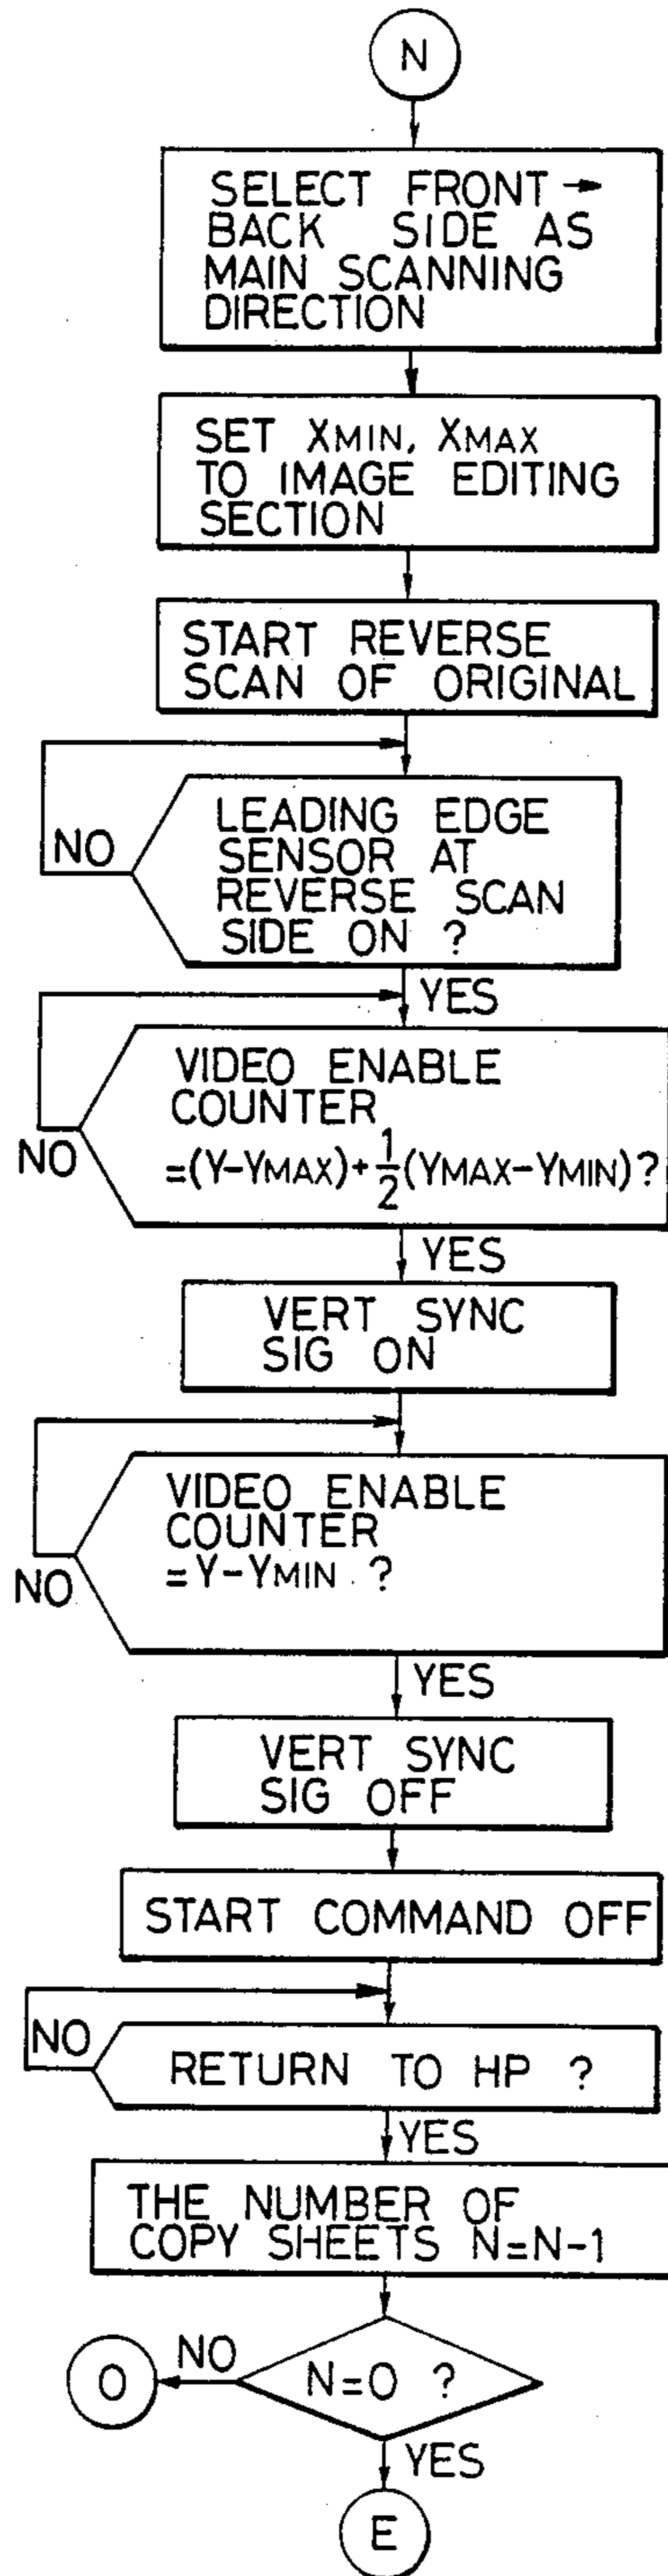 N
SELECT FRONT →
BACK SIDE AS
MAIN SCANNING
DIRECTION
SET XMIN, XMAX
TO IMAGE EDITING
SECTION
START REVERSE
SCAN OF ORIGINAL
LEADING EDGE
SENSOR AT
REVERSE SCAN
SIDE ON ?
NO
YES
VIDEO ENABLE
COUNTER
=(Y-YMAX)+1/2(YMAX-YMIN)?
NO
YES
VERT SYNC
SIG ON
VIDEO ENABLE
COUNTER
=Y-YMIN ?
NO
YES
VERT SYNC
SIG OFF
START COMMAND OFF
NO
RETURN TO HP ?
YES
THE NUMBER OF
COPY SHEETS N=N-1
O
NO
N=0 ?
YES
E